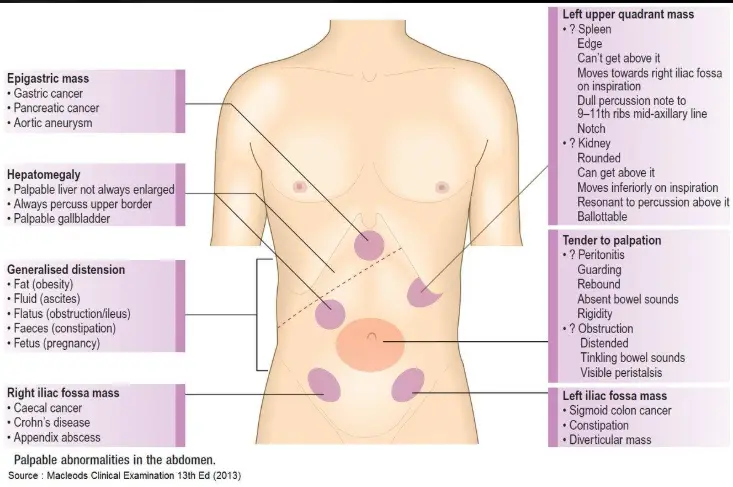 Epigastric mass
• Gastric cancer
• Pancreatic cancer
• Aortic aneurysm
Hepatomegaly
• Palpable liver not always enlarged
• Always percuss upper border
• Palpable gallbladder
Generalised distension
• Fat (obesity)
• Fluid (ascites)
• Flatus (obstruction/ileus)
• Faeces (constipation)
• Fetus (pregnancy)
Right iliac fossa mass
• Caecal cancer
• Crohn's disease
• Appendix abscess
Left upper quadrant mass
• ? Spleen
Edge
Can't get above it
Moves towards right iliac fossa
on inspiration
Dull percussion note to
9–11th ribs mid-axillary line
Notch
• ? Kidney
Rounded
Can get above it
Moves inferiorly on inspiration
Resonant to percussion above it
Ballottable
Tender to palpation
• ? Peritonitis
Guarding
Rebound
Absent bowel sounds
Rigidity
• ? Obstruction
Distended
Tinkling bowel sounds
Visible peristalsis
Left iliac fossa mass
• Sigmoid colon cancer
• Constipation
• Diverticular mass
Palpable abnormalities in the abdomen.
Source : Macleods Clinical Examination 13th Ed (2013)